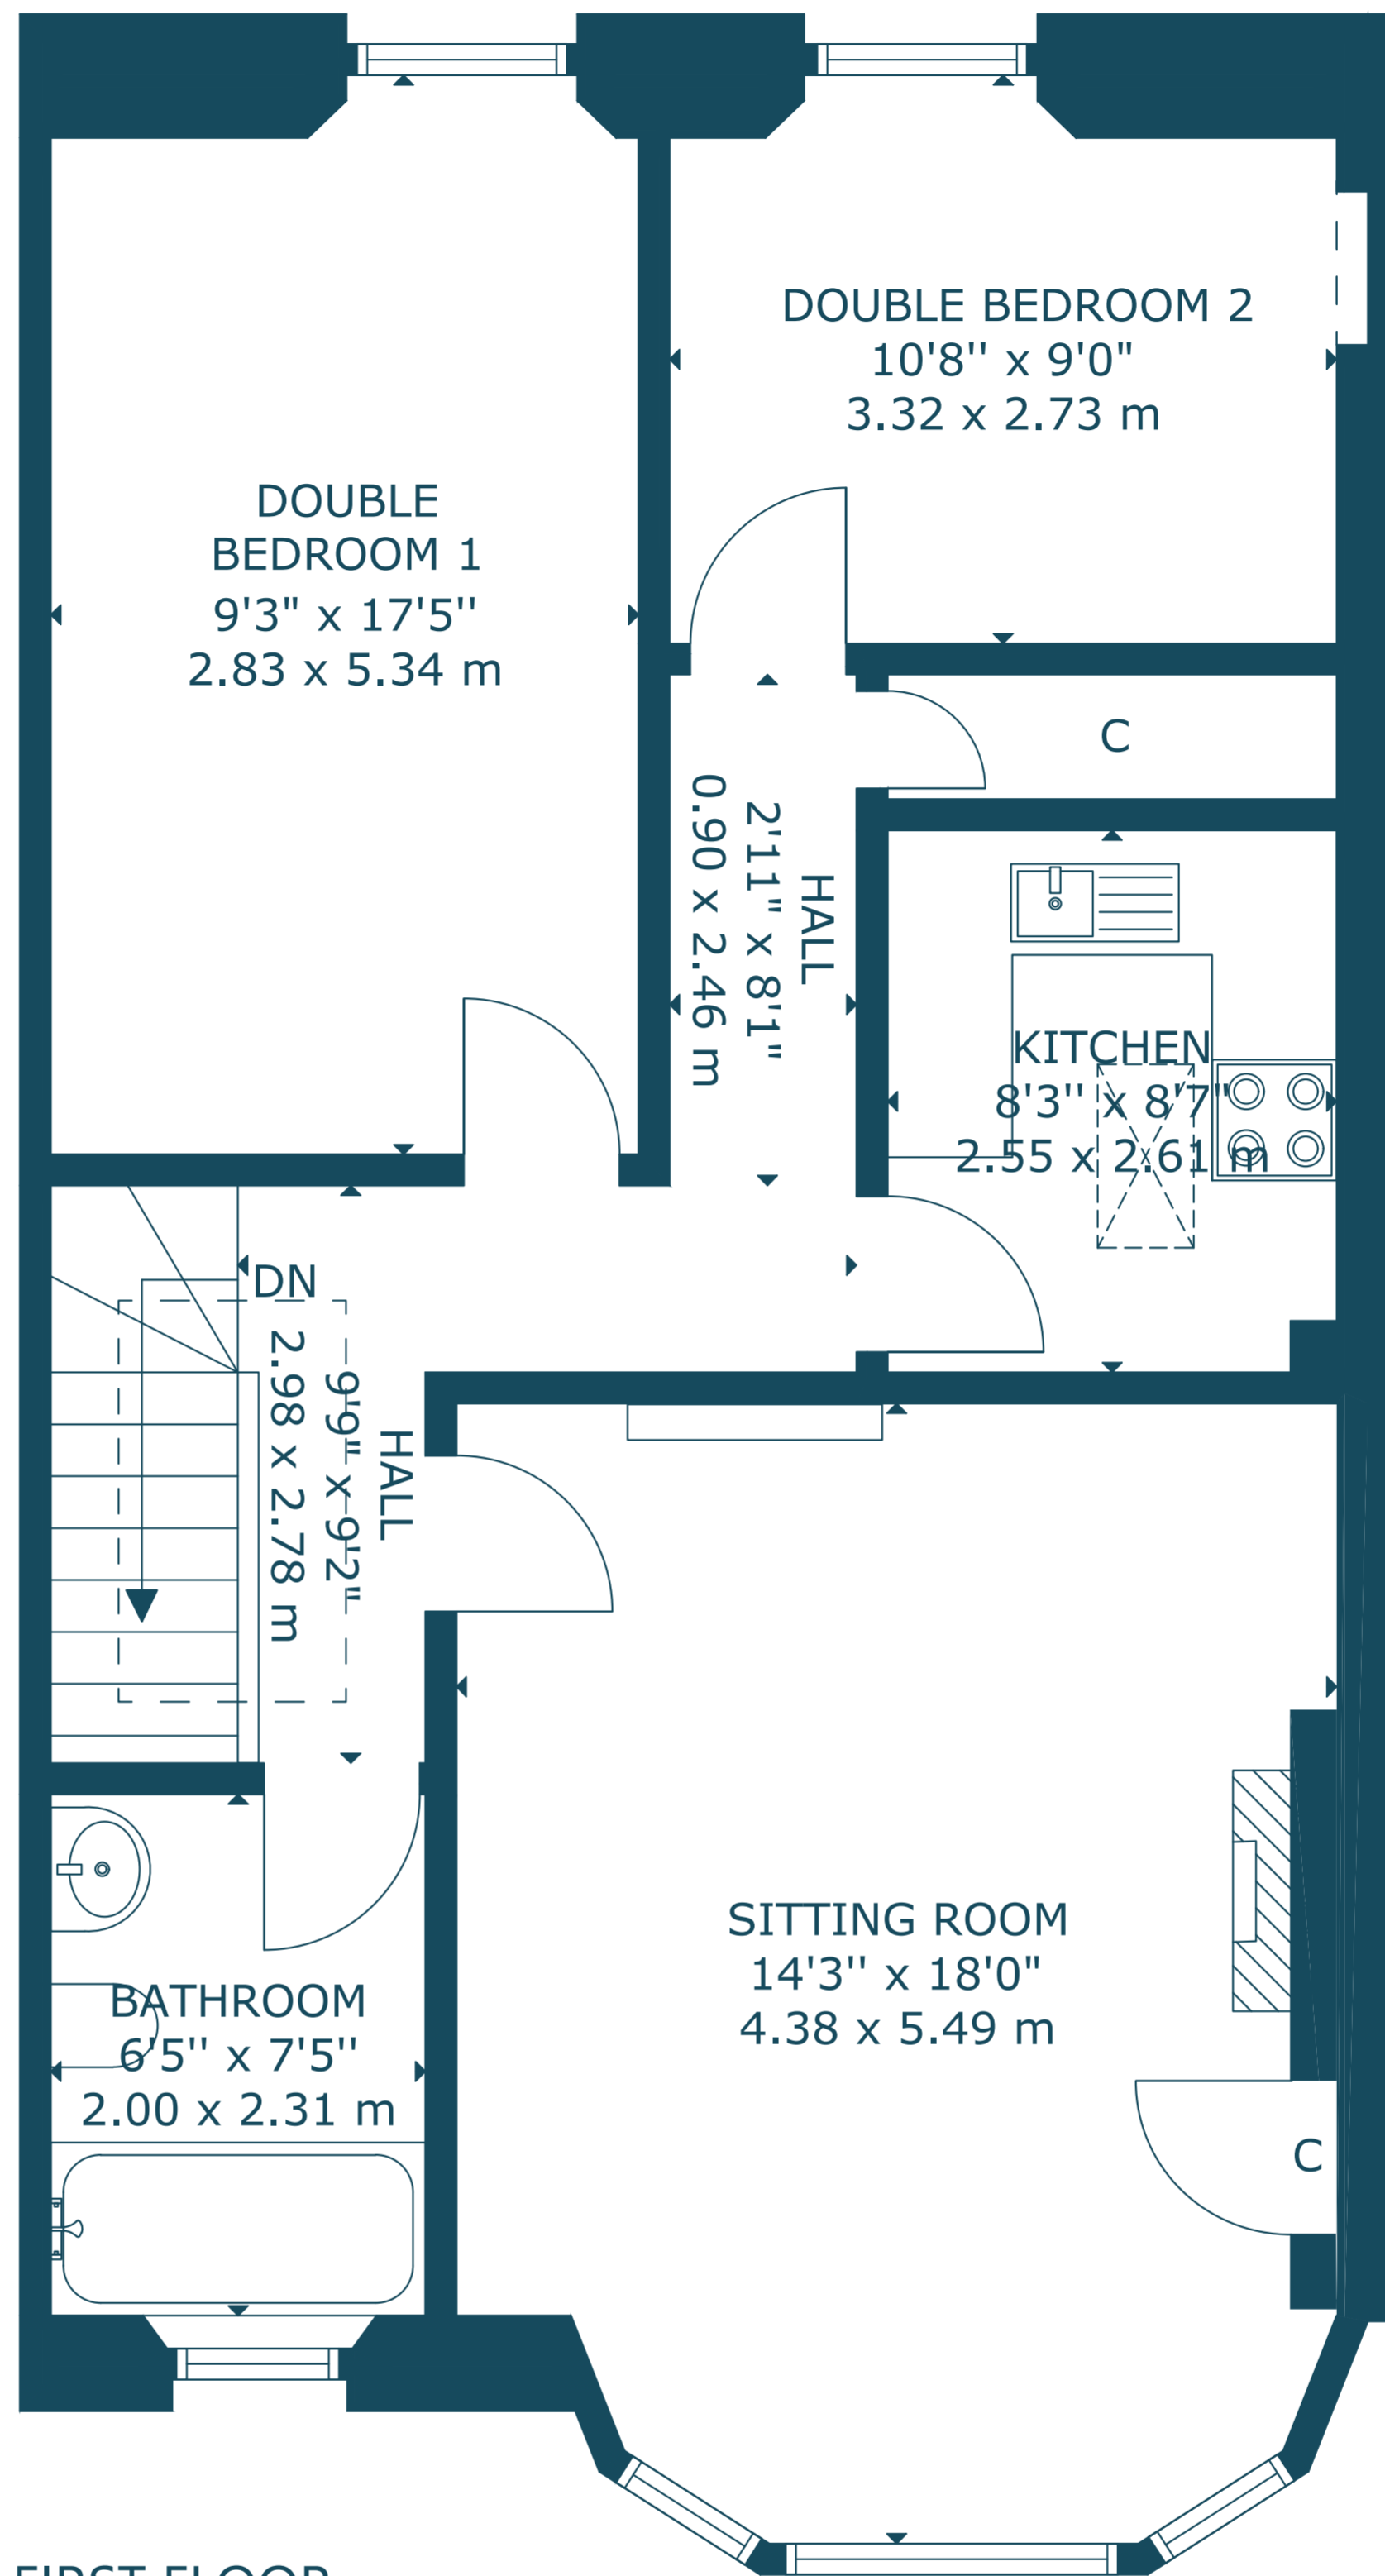 DOUBLE BEDROOM 2
10'8'' x 9'0"
3.32 x 2.73 m
DOUBLE
BEDROOM 1
9'3" x 17'5''
2.83 x 5.34 m
C
HALL
2'11" x 8'1"
0.90 x 2.46 m
KITCHEN
8'3'' x 8'7"
2.55 x 2.61 m
DN
HALL
9'9" x 9'2"
2.98 x 2.78 m
SITTING ROOM
14'3'' x 18'0"
4.38 x 5.49 m
BATHROOM
6'5'' x 7'5''
2.00 x 2.31 m
C
FIRST FLOOR